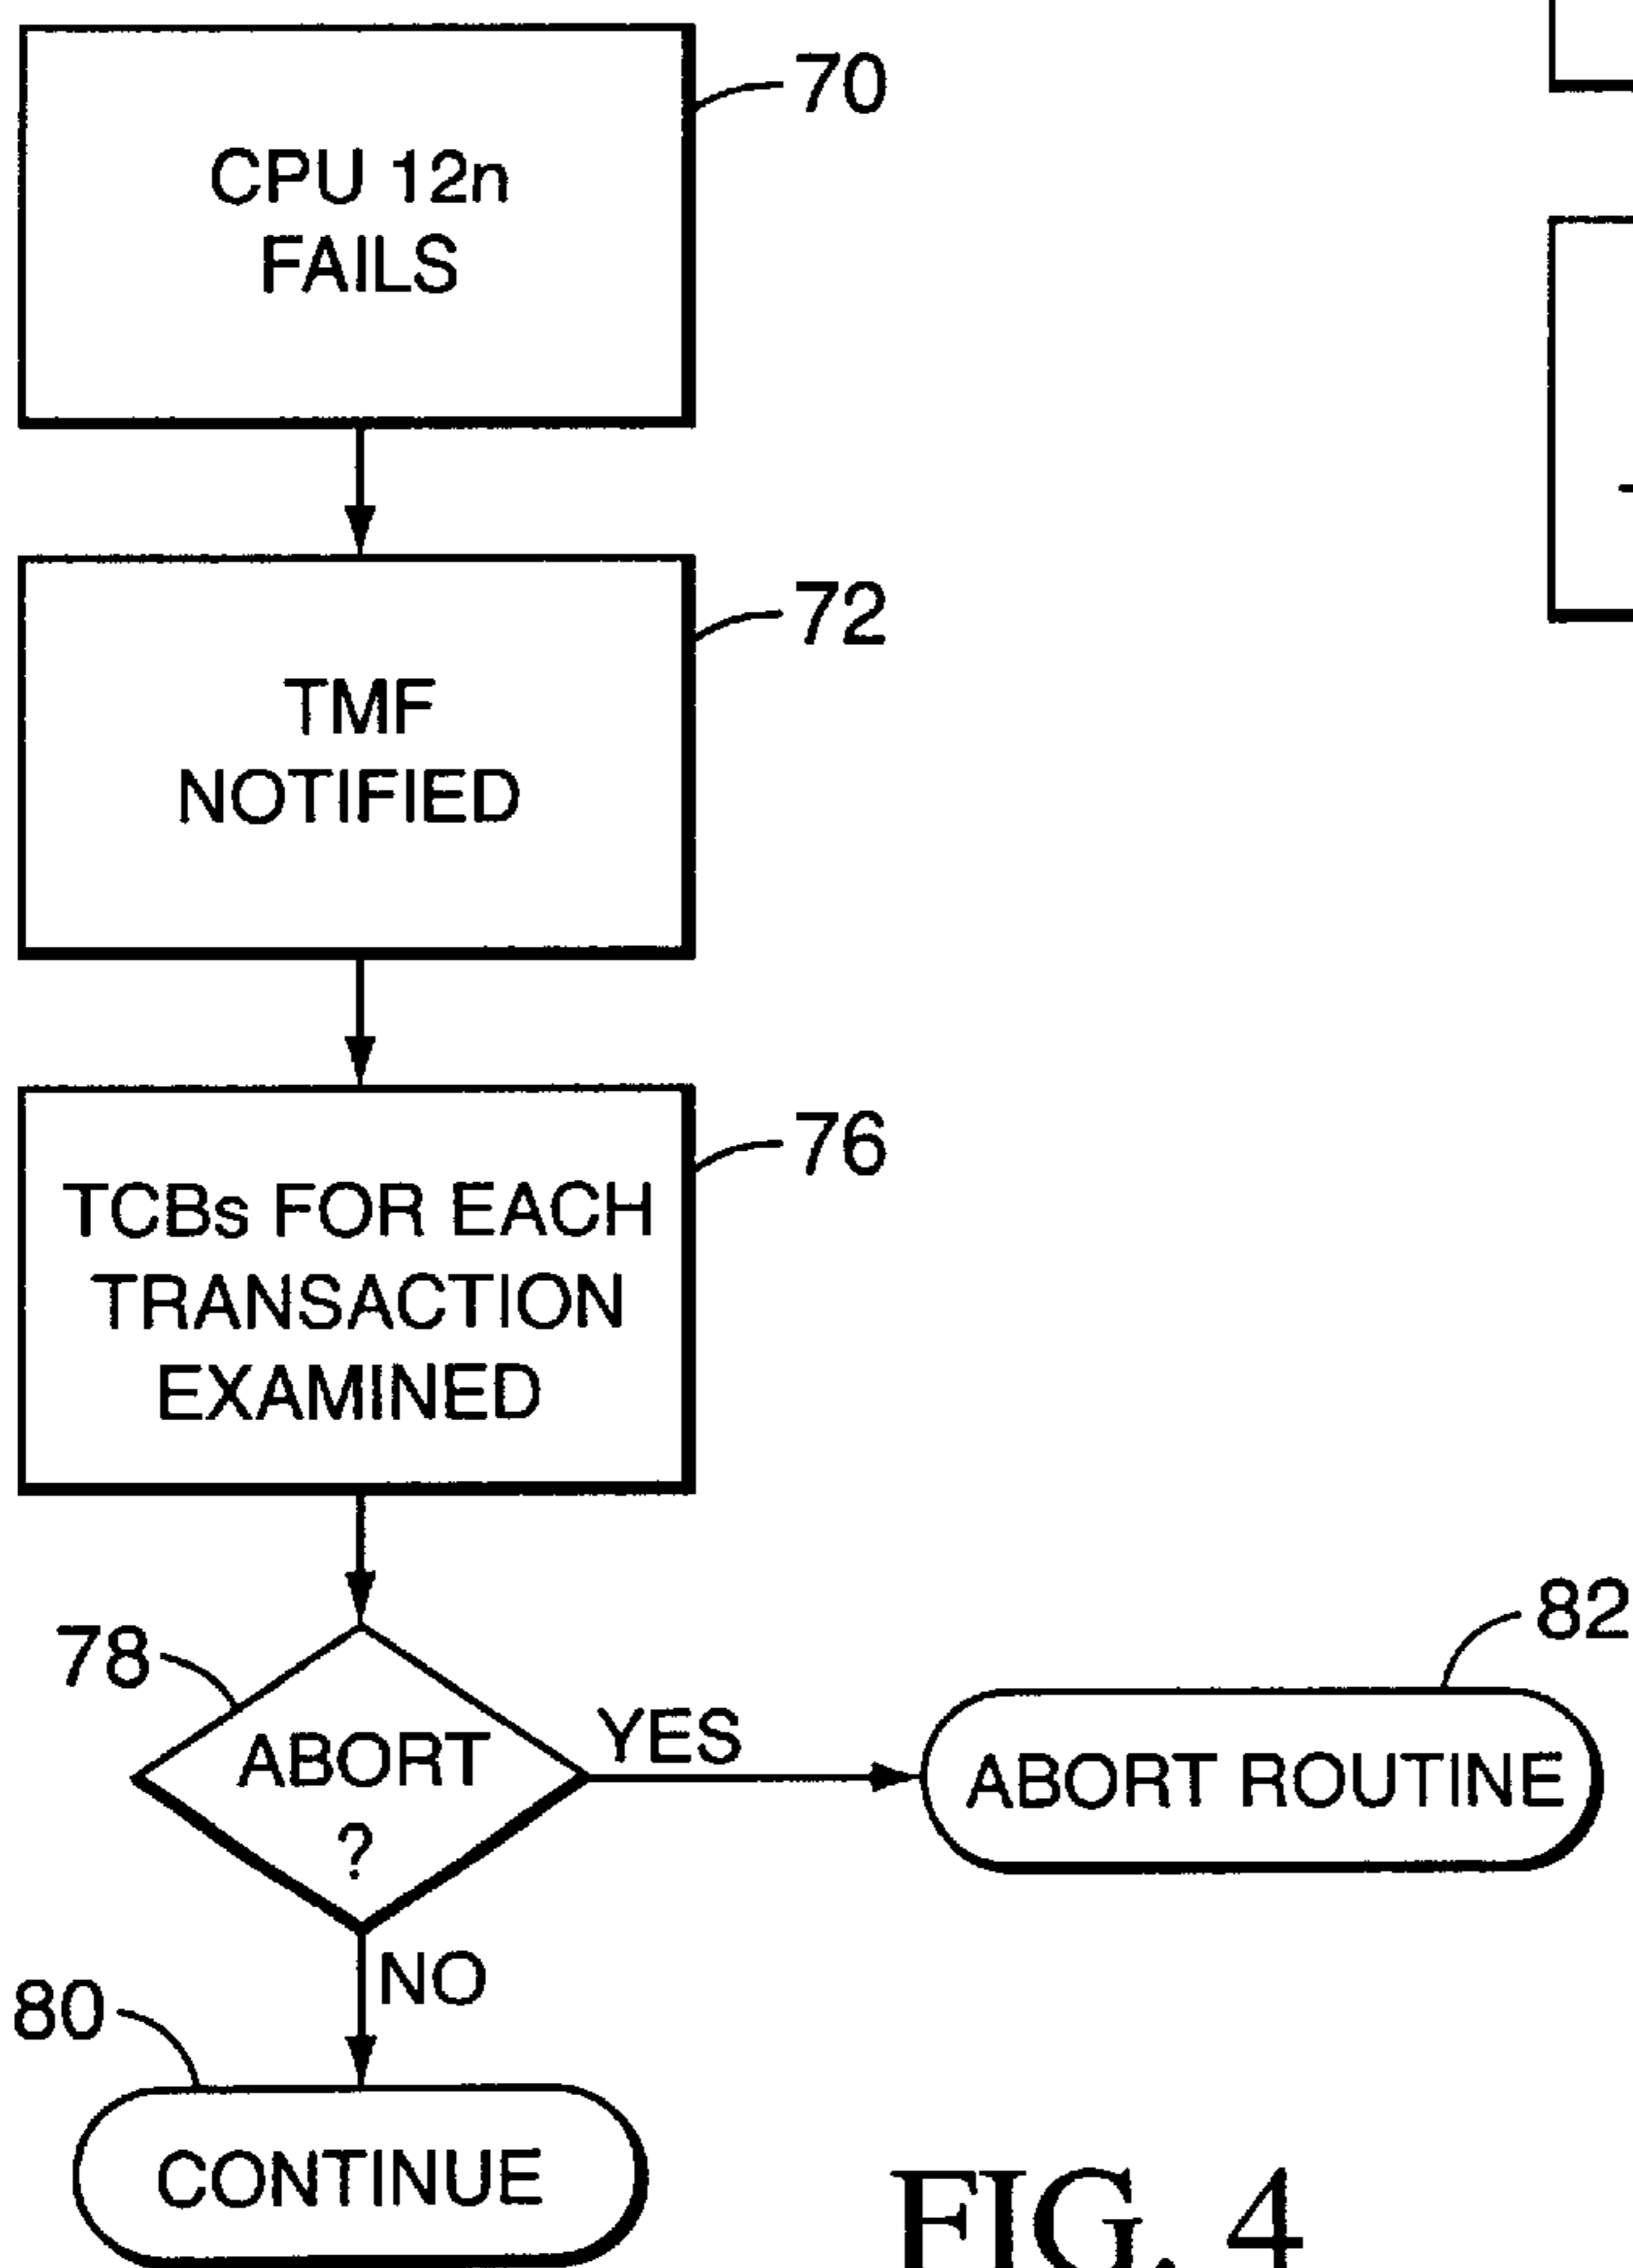 70
CPU 12n
FAILS
72
TMF
NOTIFIED
76
TCBs FOR EACH
TRANSACTION
EXAMINED
78
ABORT
?
YES
82
ABORT ROUTINE
NO
80
CONTINUE
FIG. 4